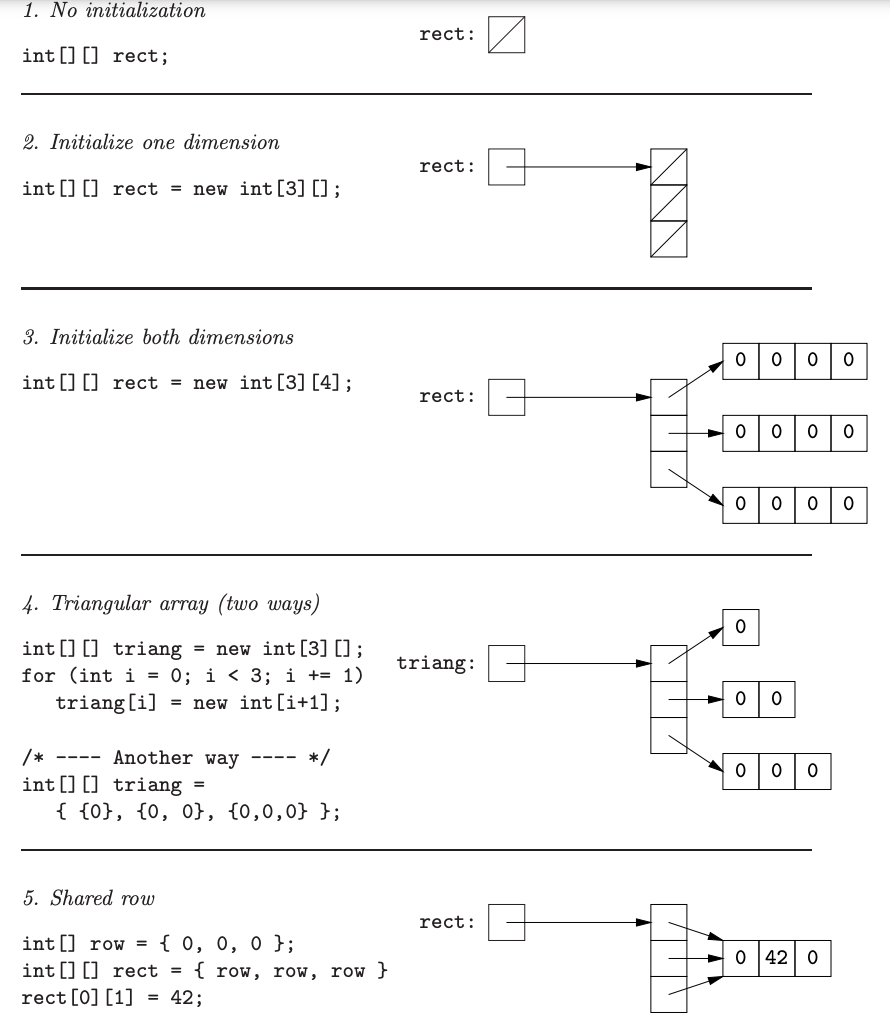 1. No initialization
rect:
int[][] rect;
2. Initialize one dimension
rect:
int[][] rect = new int[3][];
3. Initialize both dimensions
int[][] rect = new int[3][4];
rect:
0 0 0 0
0 0 0 0
0 0 0 0
4. Triangular array (two ways)
int[][] triang = new int[3][];
for (int i = 0; i < 3; i += 1)
triang[i] = new int[i+1];
/* ---- Another way ---- */
int[][] triang =
{ {0}, {0, 0}, {0,0,0} };
triang:
0
0 0
0 0 0
5. Shared row
int[] row = { 0, 0, 0 };
int[][] rect = { row, row, row }
rect[0][1] = 42;
rect:
0 42 0